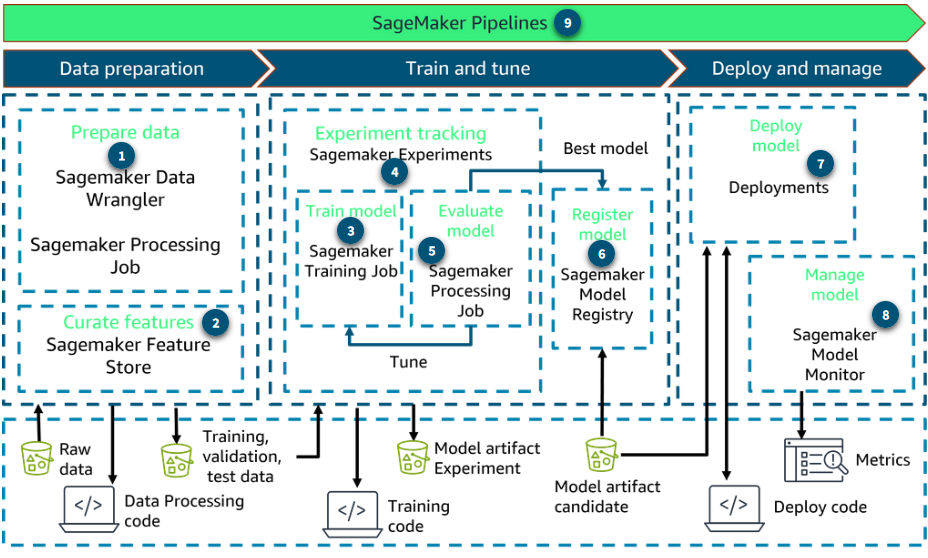 SageMaker Pipelines 9
Data preparation
Train and tune
Deploy and manage
Prepare data
1
Sagemaker Data
Wrangler
Sagemaker Processing
Job
Curate features
2
Sagemaker Feature
Store
Experiment tracking
Sagemaker Experiments
4
Train model
3
Sagemaker
Training Job
Evaluate
model
5
Sagemaker
Processing
Job
Tune
Best model
Register
model
6
Sagemaker
Model
Registry
Deploy
model
7
Deployments
Manage
model
8
Sagemaker
Model
Monitor
Raw
data
</>
Data Processing
code
Training,
validation,
test data
</>
Training
code
Model artifact
Experiment
Model artifact
candidate
</>
Deploy code
Metrics